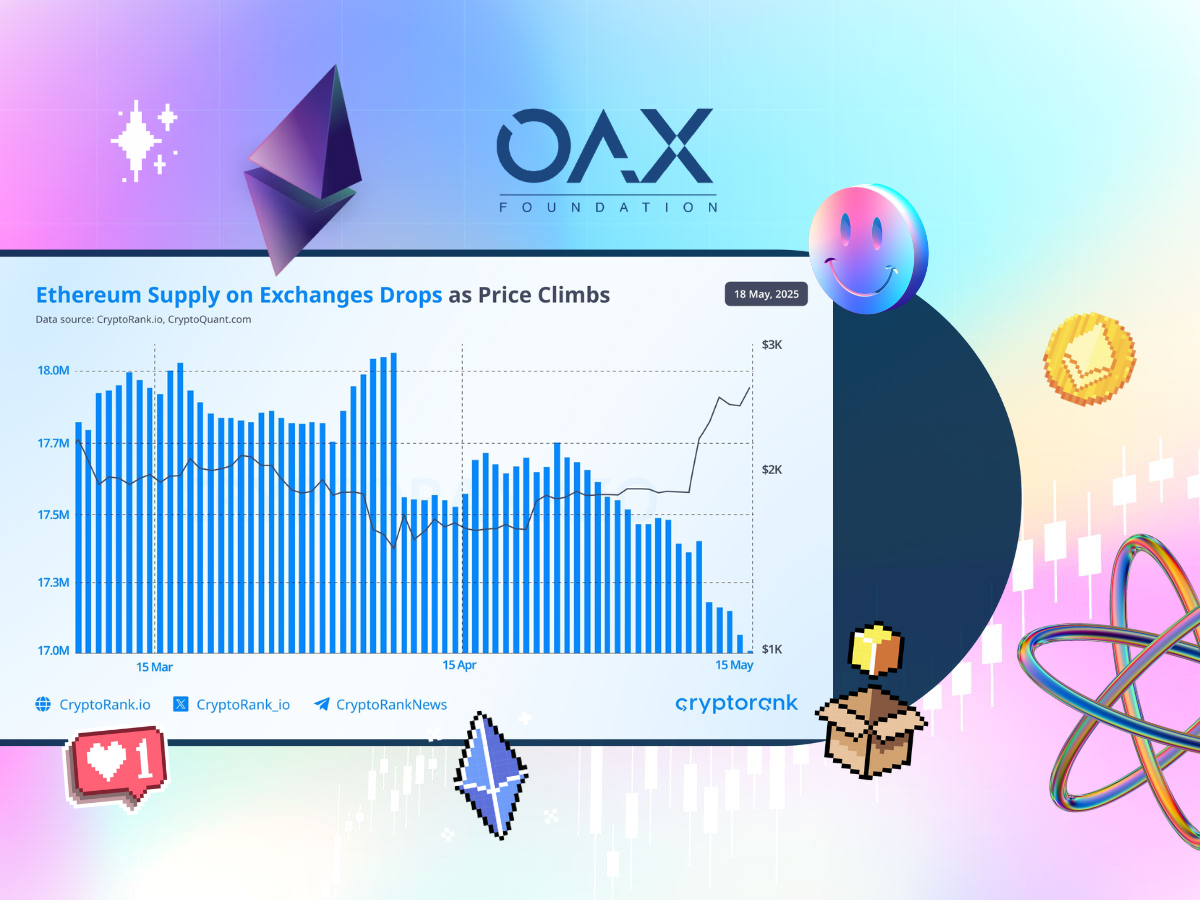 OAX
FOUNDATION
Ethereum Supply on Exchanges Drops as Price Climbs
18 May, 2025
Data source: CryptoRank.io, CryptoQuant.com
$3K
18.0M
17.7M
$2K
17.5M
17.3M
17.0M
$1K
15 Mar
15 Apr
15 May
CryptoRank.io
CryptoRank_io
CryptoRankNews
cryptorank
1